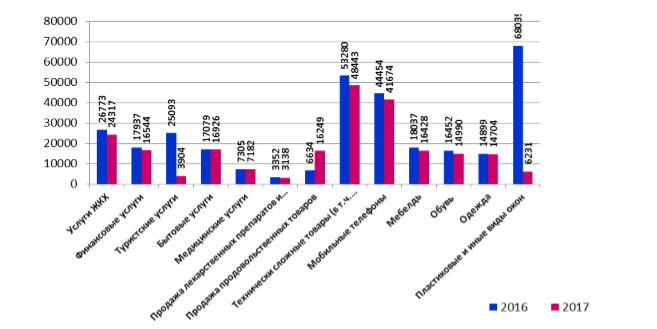 80000
70000
60000
50000
40000
30000
20000
10000
0
26773
24317
17937
16544
25093
3904
17079
16926
7305
7182
3352
3138
6634
16249
53280
48443
44454
41674
18037
16428
16452
14990
14899
14704
68039
6231
Услуги ЖКХ
Финансовые услуги
Туристские услуги
Бытовые услуги
Медицинские услуги
Продажа лекарственных препаратов и…
Продажа продовольственных товаров
Технически сложные товары (в т.ч.…
Мобильные телефоны
Мебелдь
Обувь
Одежда
Пластиковые и иные виды окон
2016
2017